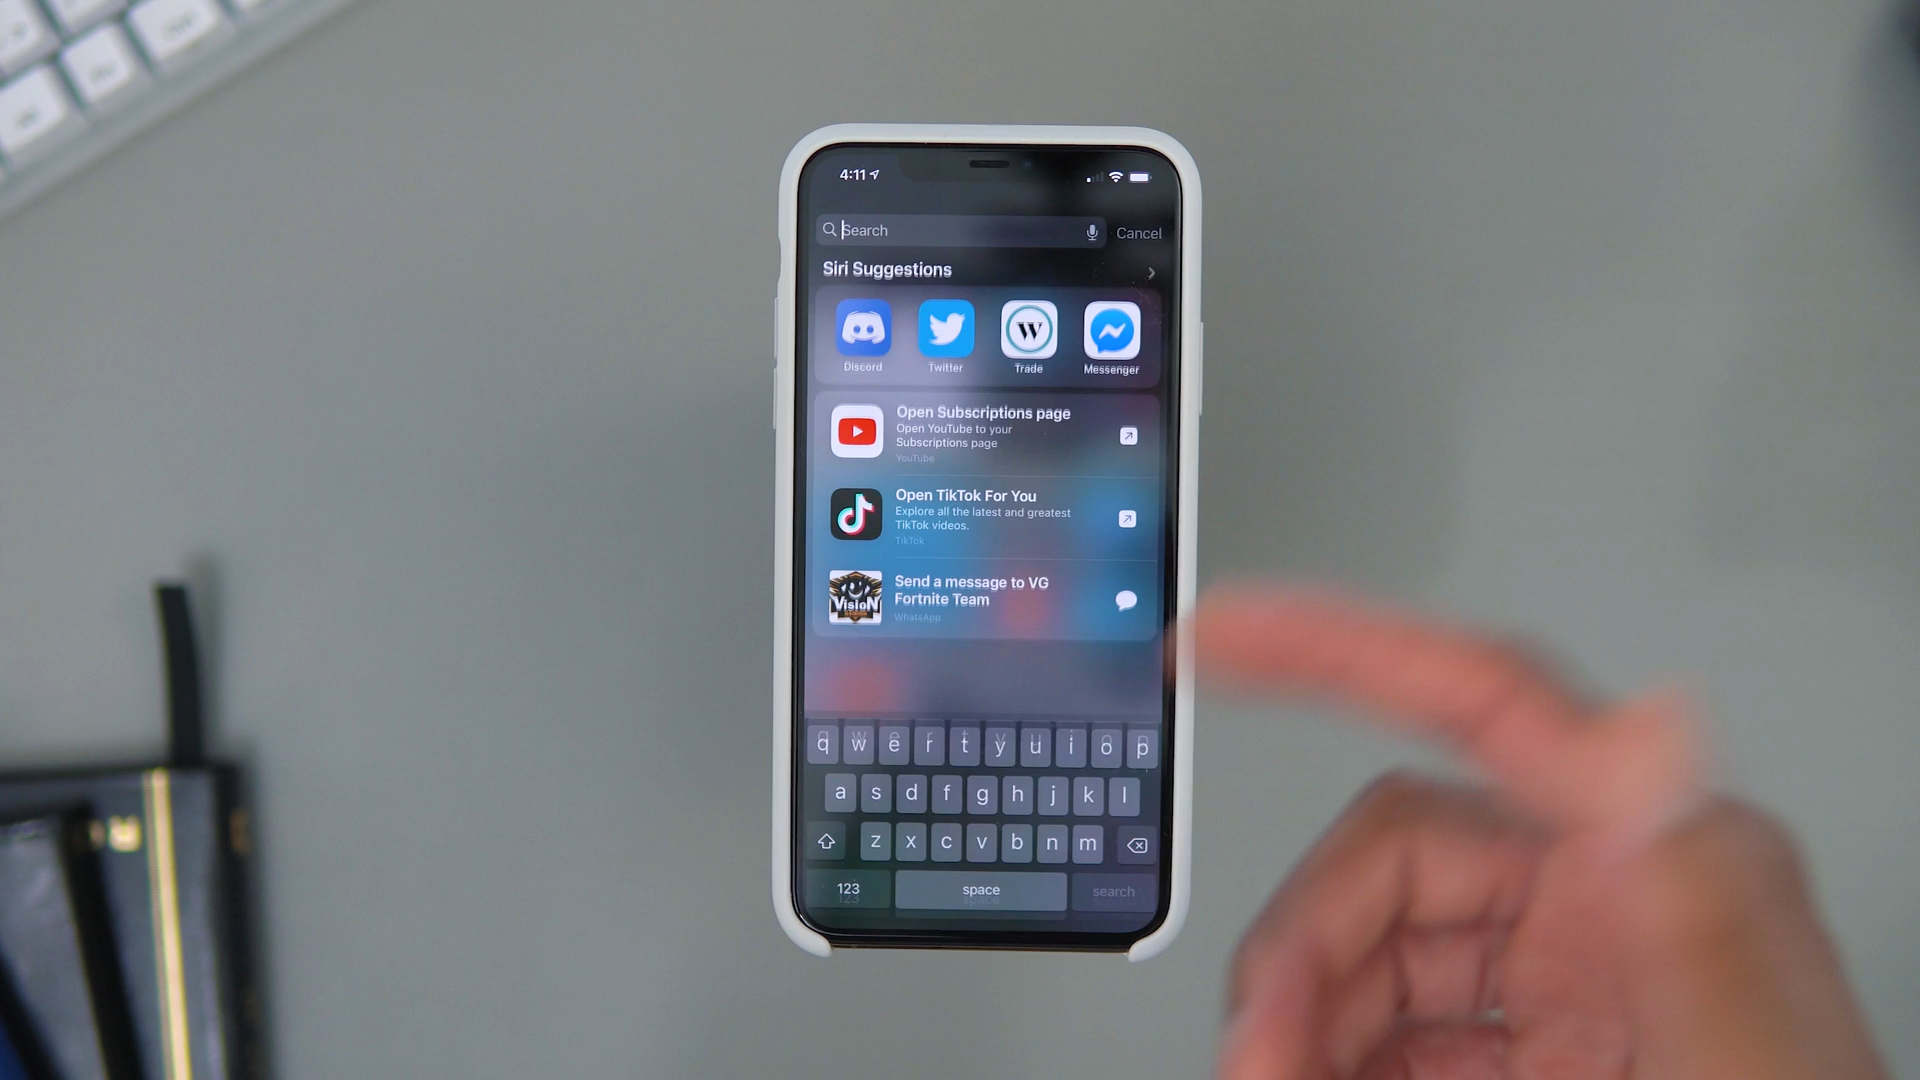 4:11
Search
Cancel
Siri Suggestions
W
Discord
Twitter
Trade
Messenger
Open Subscriptions page
Open YouTube to your
Subscriptions page
YouTube
Open TikTok For You
Explore all the latest and greatest
TikTok videos.
TikTok
VisioN
Send a message to VG
Fortnite Team
WhatsApp
q w e r t y u i o p
a s d f g h j k l
z x c v b n m
123 space search